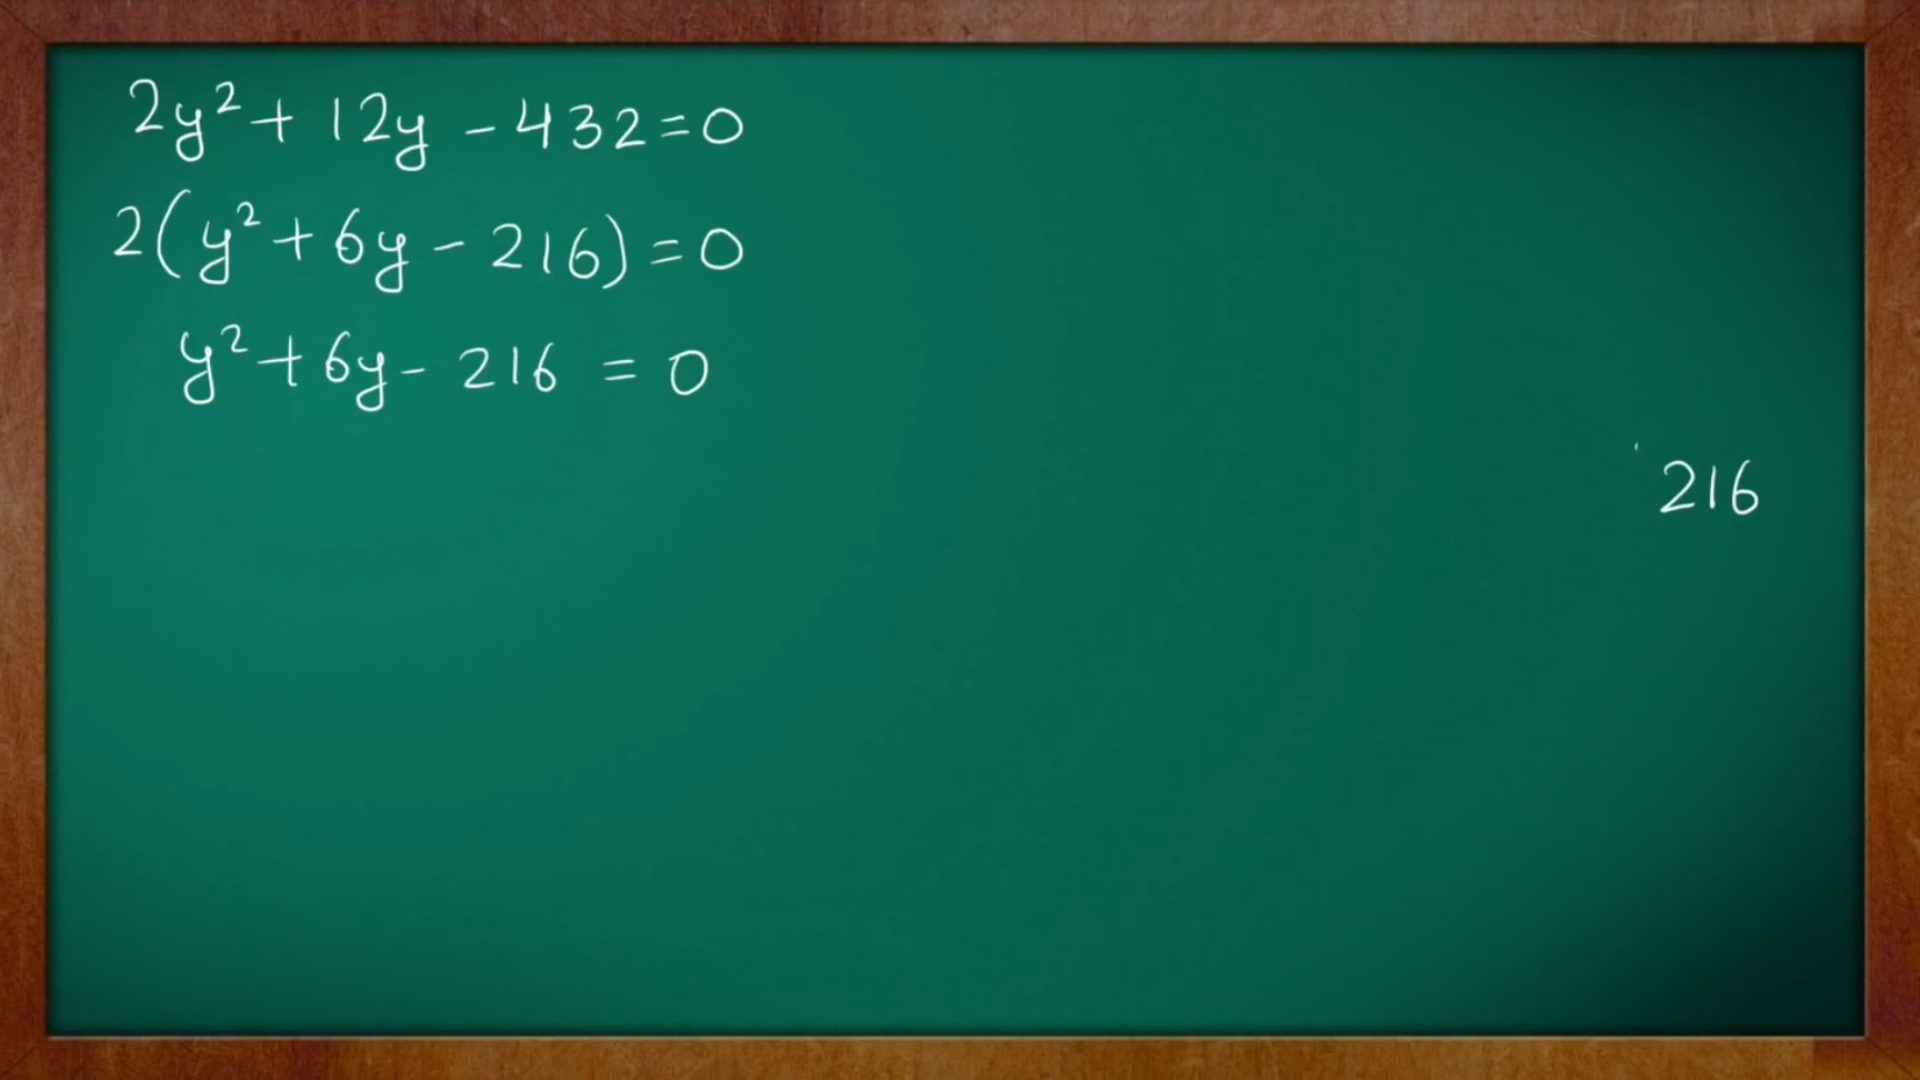 2y² + 12y - 432 = 0
2(y² + 6y - 216) = 0
y² + 6y - 216 = 0
216